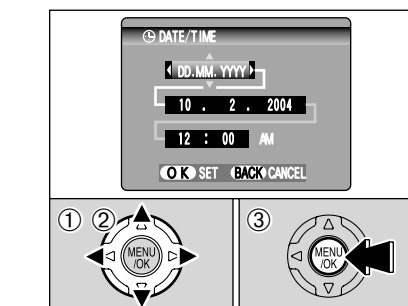 DATE/TIME
DD.MM.YYYY
10 . 2 . 2004
12 : 00 AM
OK SET BACK CANCEL
① ② ③
MENU /OK MENU /OK